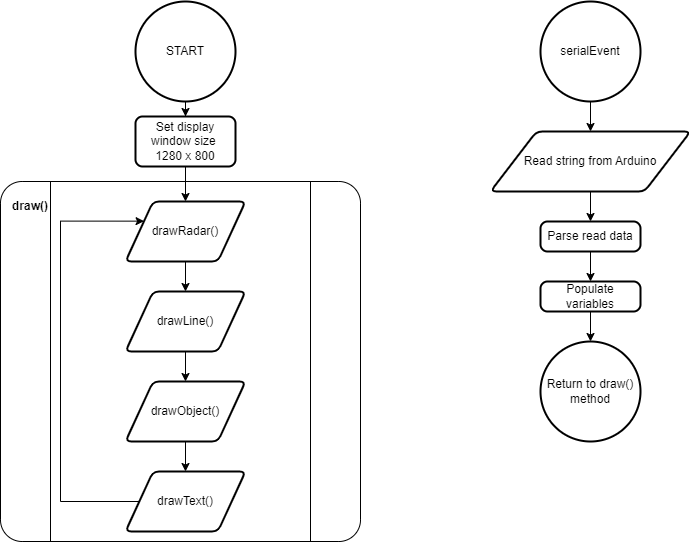 START
Set display
window size
1280 x 800
draw()
drawRadar()
drawLine()
drawObject()
drawText()
serialEvent
Read string from Arduino
Parse read data
Populate
variables
Return to draw()
method